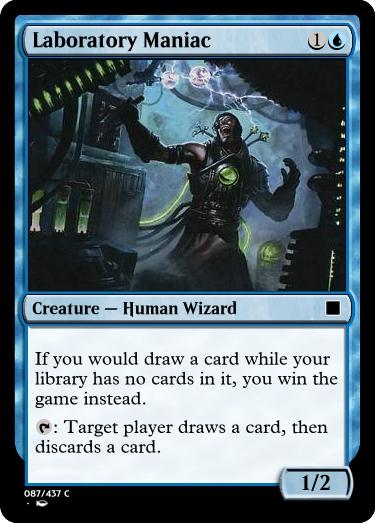 Laboratory Maniac 1
Creature — Human Wizard
If you would draw a card while your
library has no cards in it, you win the
game instead.
: Target player draws a card, then
discards a card.
1/2
087/437 C